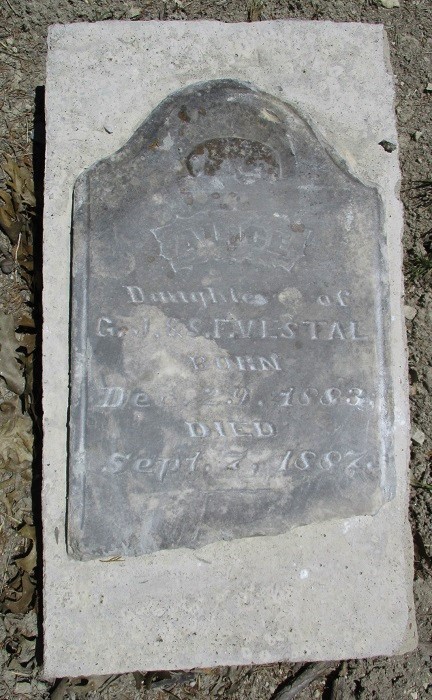 ALICE
Daughter of
G. J. & S. F. VESTAL
BORN
Dec. 29, 1883.
DIED
Sept. 7, 1887.